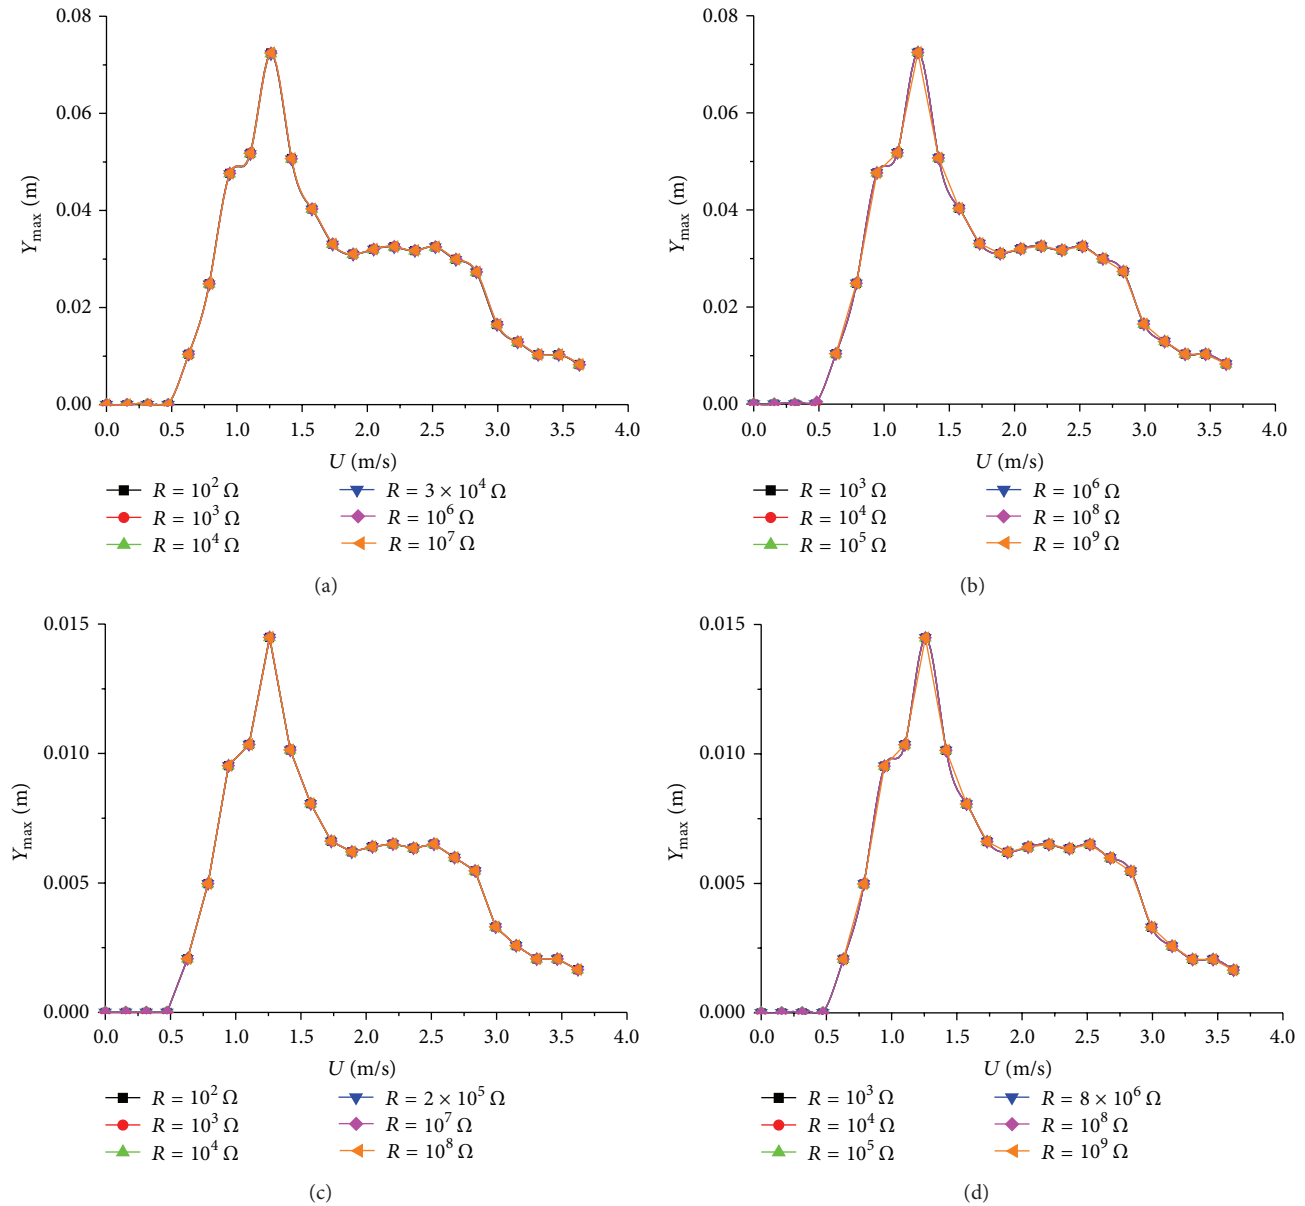 0.08
0.06
0.04
0.02
0.00
Y_max (m)
0.0 0.5 1.0 1.5 2.0 2.5 3.0 3.5 4.0
U (m/s)
R = 10² Ω
R = 10³ Ω
R = 10⁴ Ω
R = 3 × 10⁴ Ω
R = 10⁶ Ω
R = 10⁷ Ω
(a)
0.08
0.06
0.04
0.02
0.00
Y_max (m)
0.0 0.5 1.0 1.5 2.0 2.5 3.0 3.5 4.0
U (m/s)
R = 10³ Ω
R = 10⁴ Ω
R = 10⁵ Ω
R = 10⁶ Ω
R = 10⁸ Ω
R = 10⁹ Ω
(b)
0.015
0.010
0.005
0.000
Y_max (m)
0.0 0.5 1.0 1.5 2.0 2.5 3.0 3.5 4.0
U (m/s)
R = 10² Ω
R = 10³ Ω
R = 10⁴ Ω
R = 2 × 10⁵ Ω
R = 10⁷ Ω
R = 10⁸ Ω
(c)
0.015
0.010
0.005
0.000
Y_max (m)
0.0 0.5 1.0 1.5 2.0 2.5 3.0 3.5 4.0
U (m/s)
R = 10³ Ω
R = 10⁴ Ω
R = 10⁵ Ω
R = 8 × 10⁶ Ω
R = 10⁸ Ω
R = 10⁹ Ω
(d)